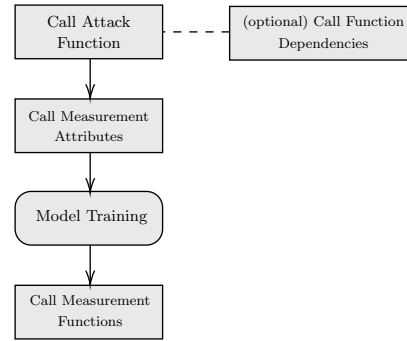 Call Attack
Function
(optional) Call Function
Dependencies
Call Measurement
Attributes
Model Training
Call Measurement
Functions